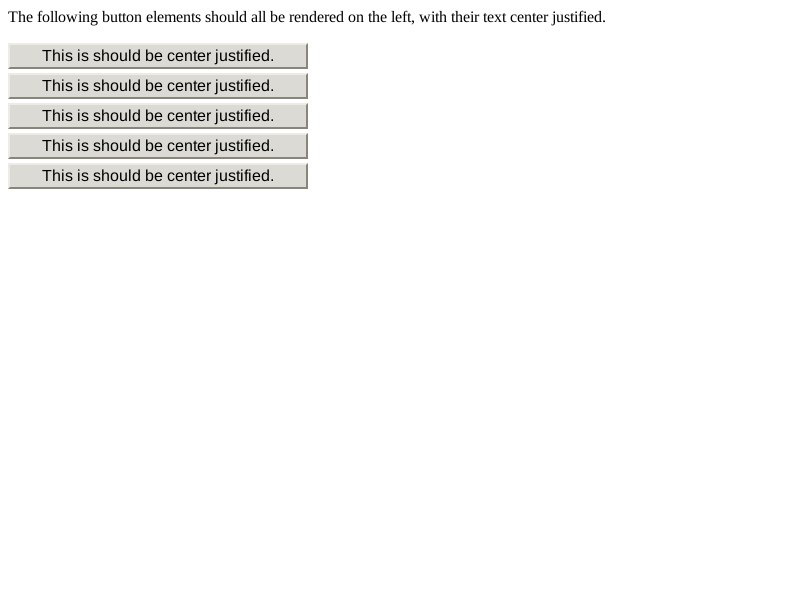 The following button elements should all be rendered on the left, with their text center justified.
This is should be center justified.
This is should be center justified.
This is should be center justified.
This is should be center justified.
This is should be center justified.